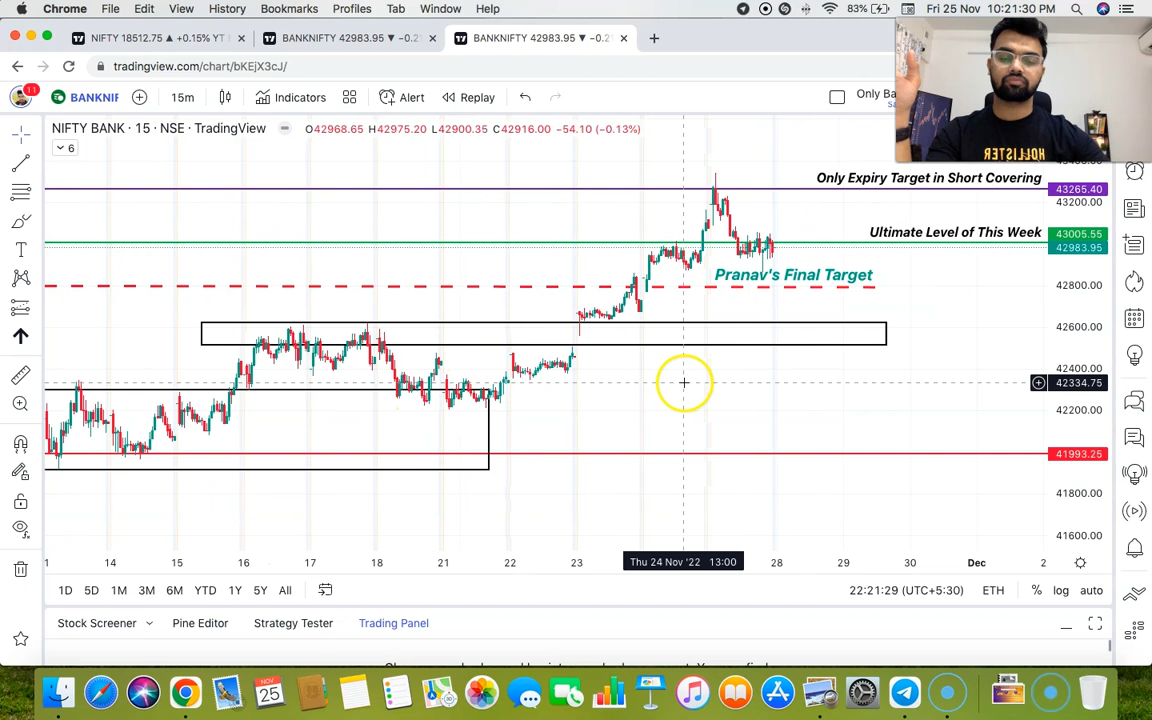 Chrome File Edit View History Bookmarks Profiles Tab Window Help 83% Fri 25 Nov 10:21:30 PM
NIFTY 18512.75 ▲ +0.15% × BANKNIFTY 42983.95 ▼ × BANKNIFTY 42983.95 ▼ × +
tradingview.com/chart/bKEjX3cJ/
11 BANKNIF 15m Indicators Alert Replay Only Ba
HOLLISTER
NIFTY BANK · 15 · NSE · TradingView O42968.65 H42975.20 L42900.35 C42916.00 -54.10 (-0.13%)
6
Only Expiry Target in Short Covering
43265.40
43200.00
Ultimate Level of This Week
43005.55
42983.95
Pranav's Final Target
42800.00
42600.00
42400.00
42334.75
42200.00
41993.25
41800.00
41600.00
14 15 16 17 18 21 22 23 Thu 24 Nov '22 13:00 28 29 30 Dec 2
1D 5D 1M 3M 6M YTD 1Y 5Y All 22:21:29 (UTC+5:30) ETH % log auto
Stock Screener Pine Editor Strategy Tester Trading Panel
NOV
25